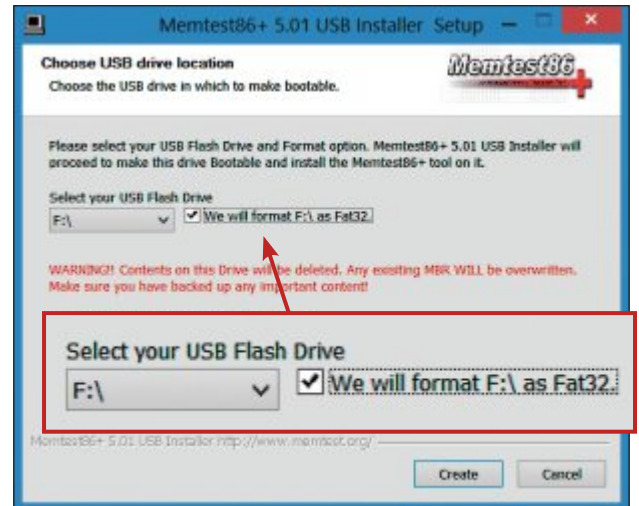 Memtest86+ 5.01 USB Installer Setup
Choose USB drive location
Choose the USB drive in which to make bootable.
Memtest86
Please select your USB Flash Drive and Format option. Memtest86+ 5.01 USB Installer will
proceed to make this drive Bootable and install the Memtest86+ tool on it.
Select your USB Flash Drive
F:\ We will format F:\ as Fat32.
WARNING!! Contents on this Drive will be deleted. Any existing MBR WILL be overwritten.
Make sure you have backed up any important content!
Select your USB Flash Drive
F:\ We will format F:\ as Fat32.
Memtest86+ 5.01 USB Installer http://www.memtest.org/
Create Cancel